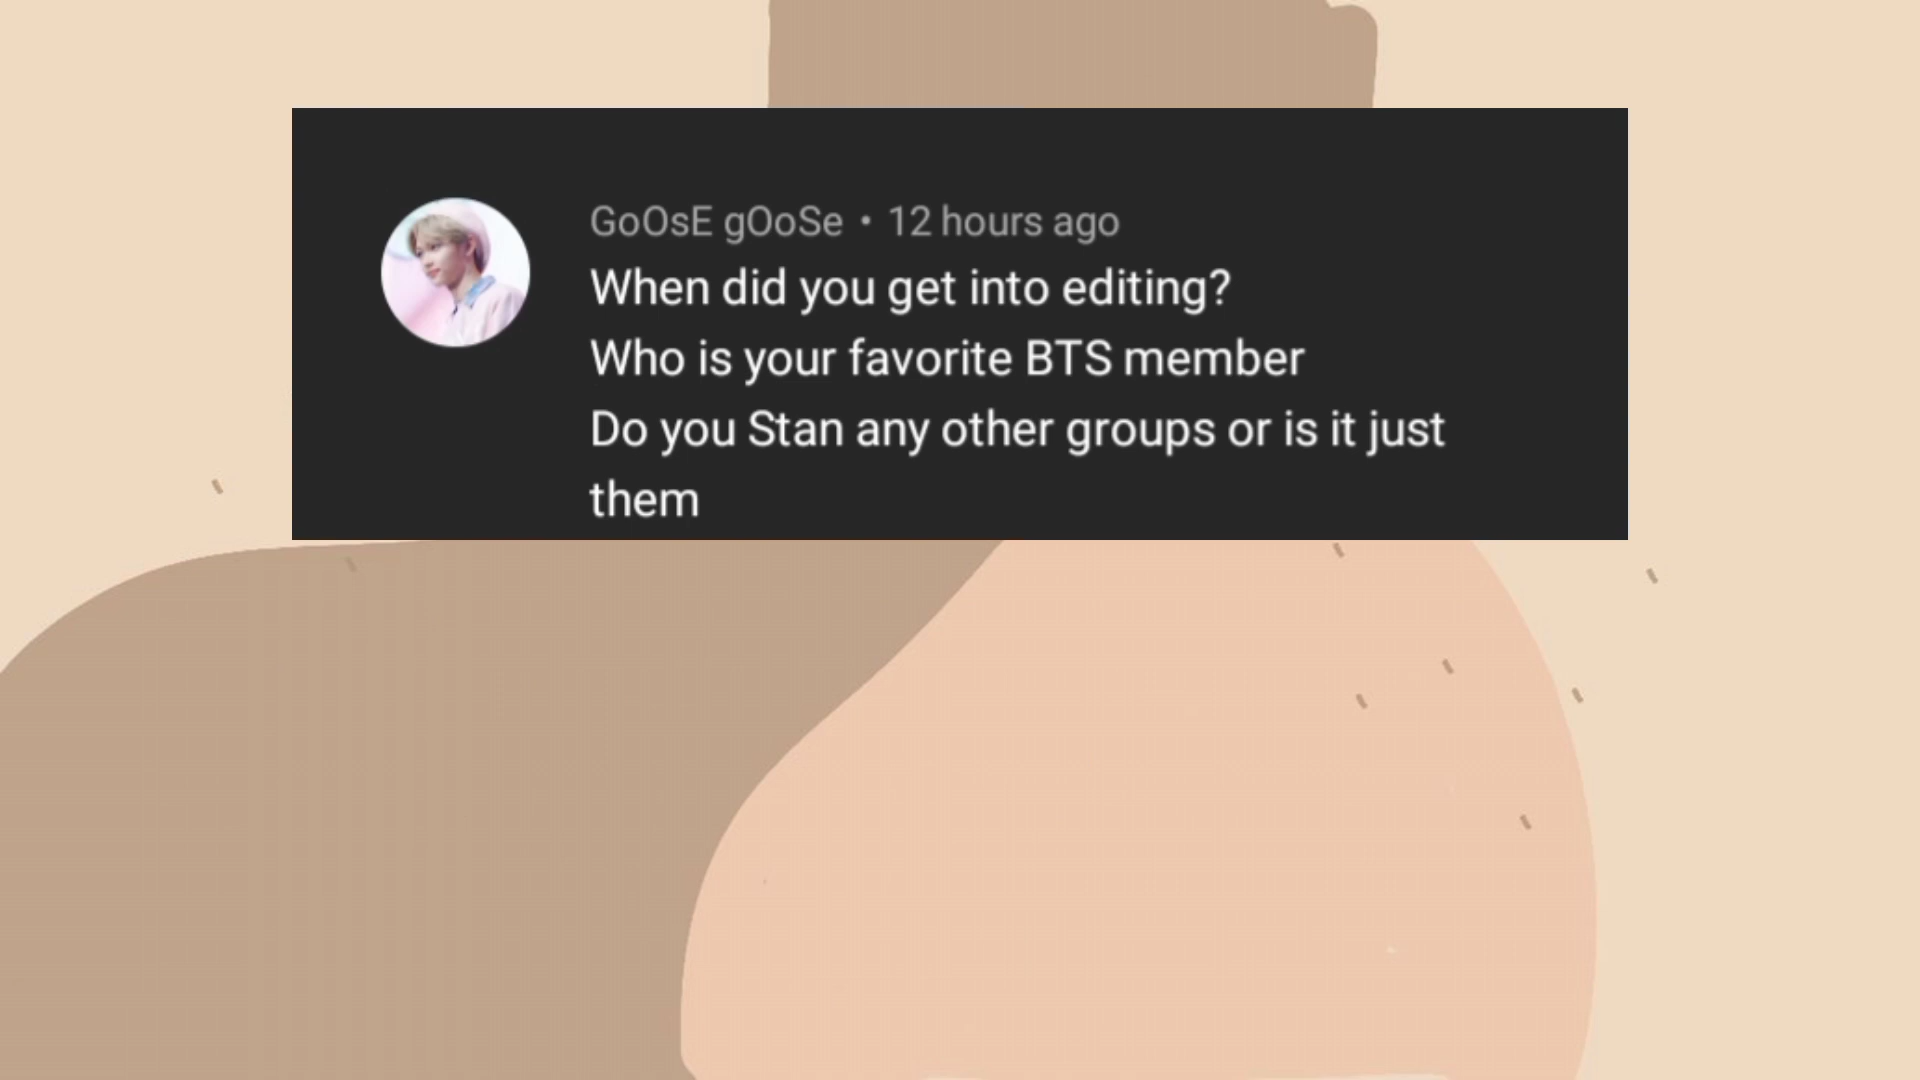 GoOsE gOoSe • 12 hours ago
When did you get into editing?
Who is your favorite BTS member
Do you Stan any other groups or is it just
them